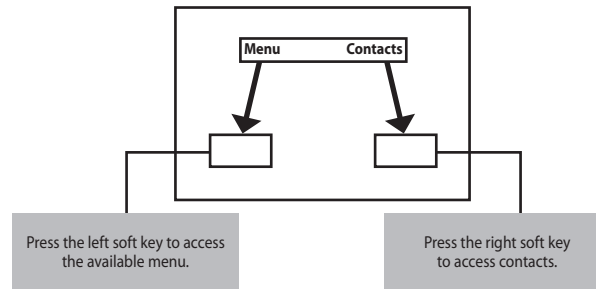 Menu Contacts
Press the left soft key to access
the available menu.
Press the right soft key
to access contacts.